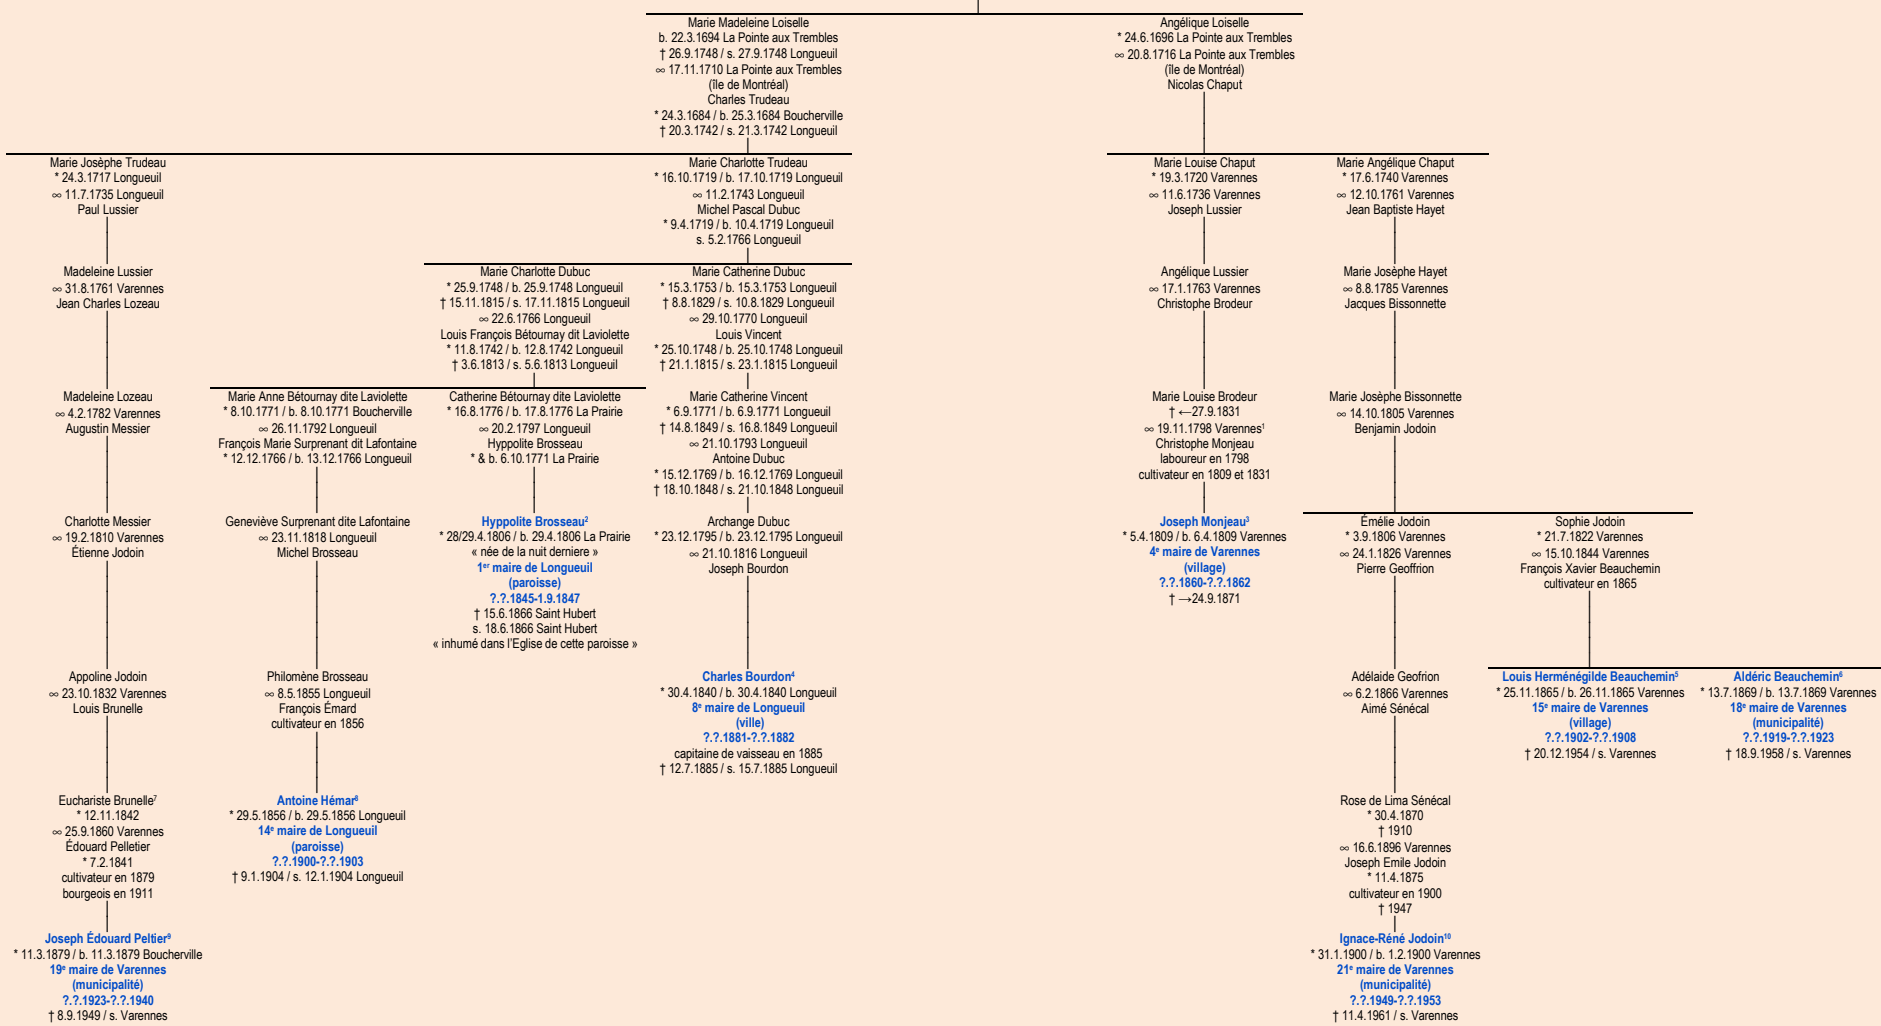 Marie Madeleine Loiselle
b. 22.3.1694 La Pointe aux Trembles
† 26.9.1748 / s. 27.9.1748 Longueuil
∞ 17.11.1710 La Pointe aux Trembles
(île de Montréal)
Charles Trudeau
* 24.3.1684 / b. 25.3.1684 Boucherville
† 20.3.1742 / s. 21.3.1742 Longueuil
Angélique Loiselle
* 24.6.1696 La Pointe aux Trembles
∞ 20.8.1716 La Pointe aux Trembles
(île de Montréal)
Nicolas Chaput
Marie Josèphe Trudeau
* 24.3.1717 Longueuil
∞ 11.7.1735 Longueuil
Paul Lussier
Marie Charlotte Trudeau
* 16.10.1719 / b. 17.10.1719 Longueuil
∞ 11.2.1743 Longueuil
Michel Pascal Dubuc
* 9.4.1719 / b. 10.4.1719 Longueuil
s. 5.2.1766 Longueuil
Marie Louise Chaput
* 19.3.1720 Varennes
∞ 11.6.1736 Varennes
Joseph Lussier
Marie Angélique Chaput
* 17.6.1740 Varennes
∞ 12.10.1761 Varennes
Jean Baptiste Hayet
Madeleine Lussier
∞ 31.8.1761 Varennes
Jean Charles Lozeau
Marie Charlotte Dubuc
* 25.9.1748 / b. 25.9.1748 Longueuil
† 15.11.1815 / s. 17.11.1815 Longueuil
∞ 22.6.1766 Longueuil
Louis François Bétournay dit Laviolette
* 11.8.1742 / b. 12.8.1742 Longueuil
† 3.6.1813 / s. 5.6.1813 Longueuil
Marie Catherine Dubuc
* 15.3.1753 / b. 15.3.1753 Longueuil
† 8.8.1829 / s. 10.8.1829 Longueuil
∞ 29.10.1770 Longueuil
Louis Vincent
* 25.10.1748 / b. 25.10.1748 Longueuil
† 21.1.1815 / s. 23.1.1815 Longueuil
Angélique Lussier
∞ 17.1.1763 Varennes
Christophe Brodeur
Marie Josèphe Hayet
∞ 8.8.1785 Varennes
Jacques Bissonnette
Madeleine Lozeau
∞ 4.2.1782 Varennes
Augustin Messier
Marie Anne Bétournay dite Laviolette
* 8.10.1771 / b. 8.10.1771 Boucherville
∞ 26.11.1792 Longueuil
François Marie Surprenant dit Lafontaine
* 12.12.1766 / b. 13.12.1766 Longueuil
Catherine Bétournay dite Laviolette
* 16.8.1776 / b. 17.8.1776 La Prairie
∞ 20.2.1797 Longueuil
Hyppolite Brosseau
* & b. 6.10.1771 La Prairie
Marie Catherine Vincent
* 6.9.1771 / b. 6.9.1771 Longueuil
† 14.8.1849 / s. 16.8.1849 Longueuil
∞ 21.10.1793 Longueuil
Antoine Dubuc
* 15.12.1769 / b. 16.12.1769 Longueuil
† 18.10.1848 / s. 21.10.1848 Longueuil
Marie Louise Brodeur
† ←27.9.1831
∞ 19.11.1798 Varennes¹
Christophe Monjeau
laboureur en 1798
cultivateur en 1809 et 1831
Marie Josèphe Bissonnette
∞ 14.10.1805 Varennes
Benjamin Jodoin
Charlotte Messier
∞ 19.2.1810 Varennes
Étienne Jodoin
Geneviève Surprenant dite Lafontaine
∞ 23.11.1818 Longueuil
Michel Brosseau
Hyppolite Brosseau²
* 28/29.4.1806 / b. 29.4.1806 La Prairie
« née de la nuit derniere »
1er maire de Longueuil
(paroisse)
?.?.1845-1.9.1847
† 15.6.1866 Saint Hubert
s. 18.6.1866 Saint Hubert
« inhumé dans l'Eglise de cette paroisse »
Archange Dubuc
* 23.12.1795 / b. 23.12.1795 Longueuil
∞ 21.10.1816 Longueuil
Joseph Bourdon
Joseph Monjeau³
* 5.4.1809 / b. 6.4.1809 Varennes
4e maire de Varennes
(village)
?.?.1860-?.?.1862
† →24.9.1871
Émélie Jodoin
* 3.9.1806 Varennes
∞ 24.1.1826 Varennes
Pierre Geoffrion
Sophie Jodoin
* 21.7.1822 Varennes
∞ 15.10.1844 Varennes
François Xavier Beauchemin
cultivateur en 1865
Appoline Jodoin
∞ 23.10.1832 Varennes
Louis Brunelle
Philomène Brosseau
∞ 8.5.1855 Longueuil
François Émard
cultivateur en 1856
Charles Bourdon⁴
* 30.4.1840 / b. 30.4.1840 Longueuil
8e maire de Longueuil
(ville)
?.?.1881-?.?.1882
capitaine de vaisseau en 1885
† 12.7.1885 / s. 15.7.1885 Longueuil
Adélaide Geofrion
∞ 6.2.1866 Varennes
Aimé Sénécal
Louis Herménégilde Beauchemin⁵
* 25.11.1865 / b. 26.11.1865 Varennes
15e maire de Varennes
(village)
?.?.1902-?.?.1908
† 20.12.1954 / s. Varennes
Aldéric Beauchemin⁶
* 13.7.1869 / b. 13.7.1869 Varennes
18e maire de Varennes
(municipalité)
?.?.1919-?.?.1923
† 18.9.1958 / s. Varennes
Euchariste Brunelle⁷
* 12.11.1842
∞ 25.9.1860 Varennes
Édouard Pelletier
* 7.2.1841
cultivateur en 1879
bourgeois en 1911
Antoine Hémar⁸
* 29.5.1856 / b. 29.5.1856 Longueuil
14e maire de Longueuil
(paroisse)
?.?.1900-?.?.1903
† 9.1.1904 / s. 12.1.1904 Longueuil
Rose de Lima Sénécal
* 30.4.1870
† 1910
∞ 16.6.1896 Varennes
Joseph Emile Jodoin
* 11.4.1875
cultivateur en 1900
† 1947
Joseph Édouard Peltier⁹
* 11.3.1879 / b. 11.3.1879 Boucherville
19e maire de Varennes
(municipalité)
?.?.1923-?.?.1940
† 8.9.1949 / s. Varennes
Ignace-Réné Jodoin¹⁰
* 31.1.1900 / b. 1.2.1900 Varennes
21e maire de Varennes
(municipalité)
?.?.1949-?.?.1953
† 11.4.1961 / s. Varennes